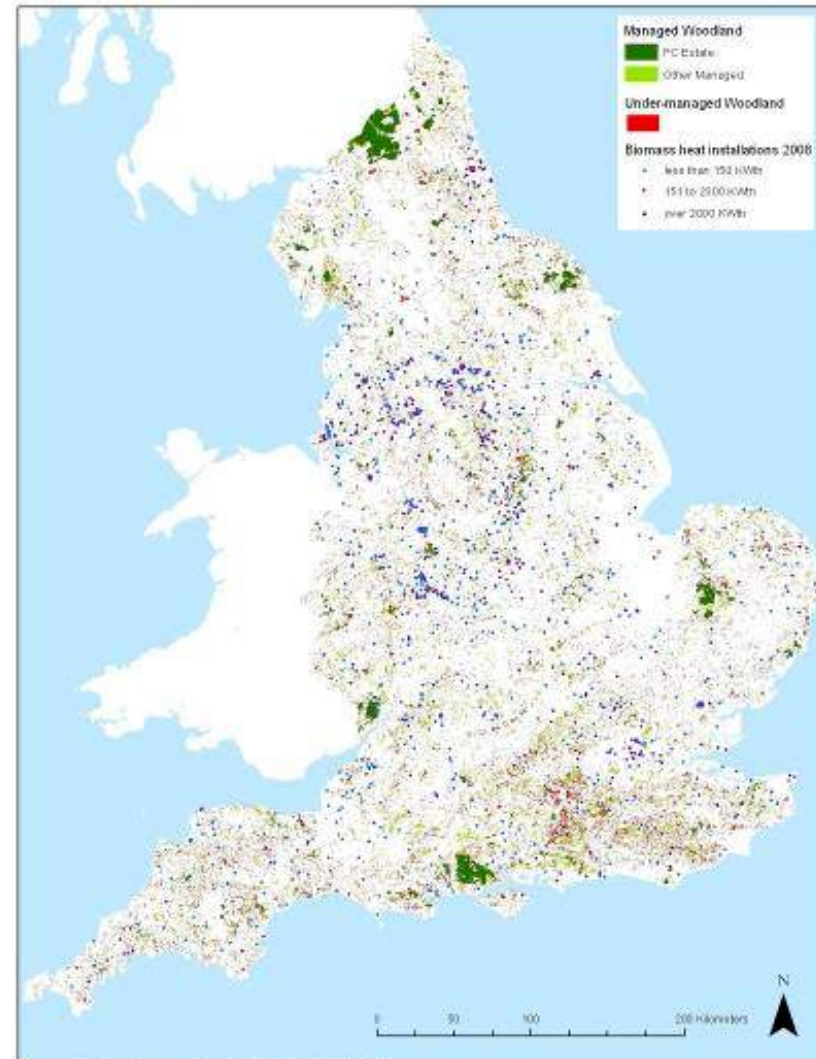 Managed Woodland
FC Estate
Other Managed
Under-managed Woodland
Biomass heat installations 2008
less than 150 KWth
151 to 2000 KWth
over 2000 KWth
N
0 50 100 200 Kilometers